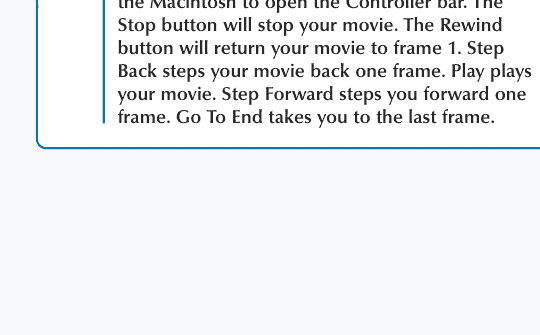 the Macintosh to open the Controller bar. The
Stop button will stop your movie. The Rewind
button will return your movie to frame 1. Step
Back steps your movie back one frame. Play plays
your movie. Step Forward steps you forward one
frame. Go To End takes you to the last frame.